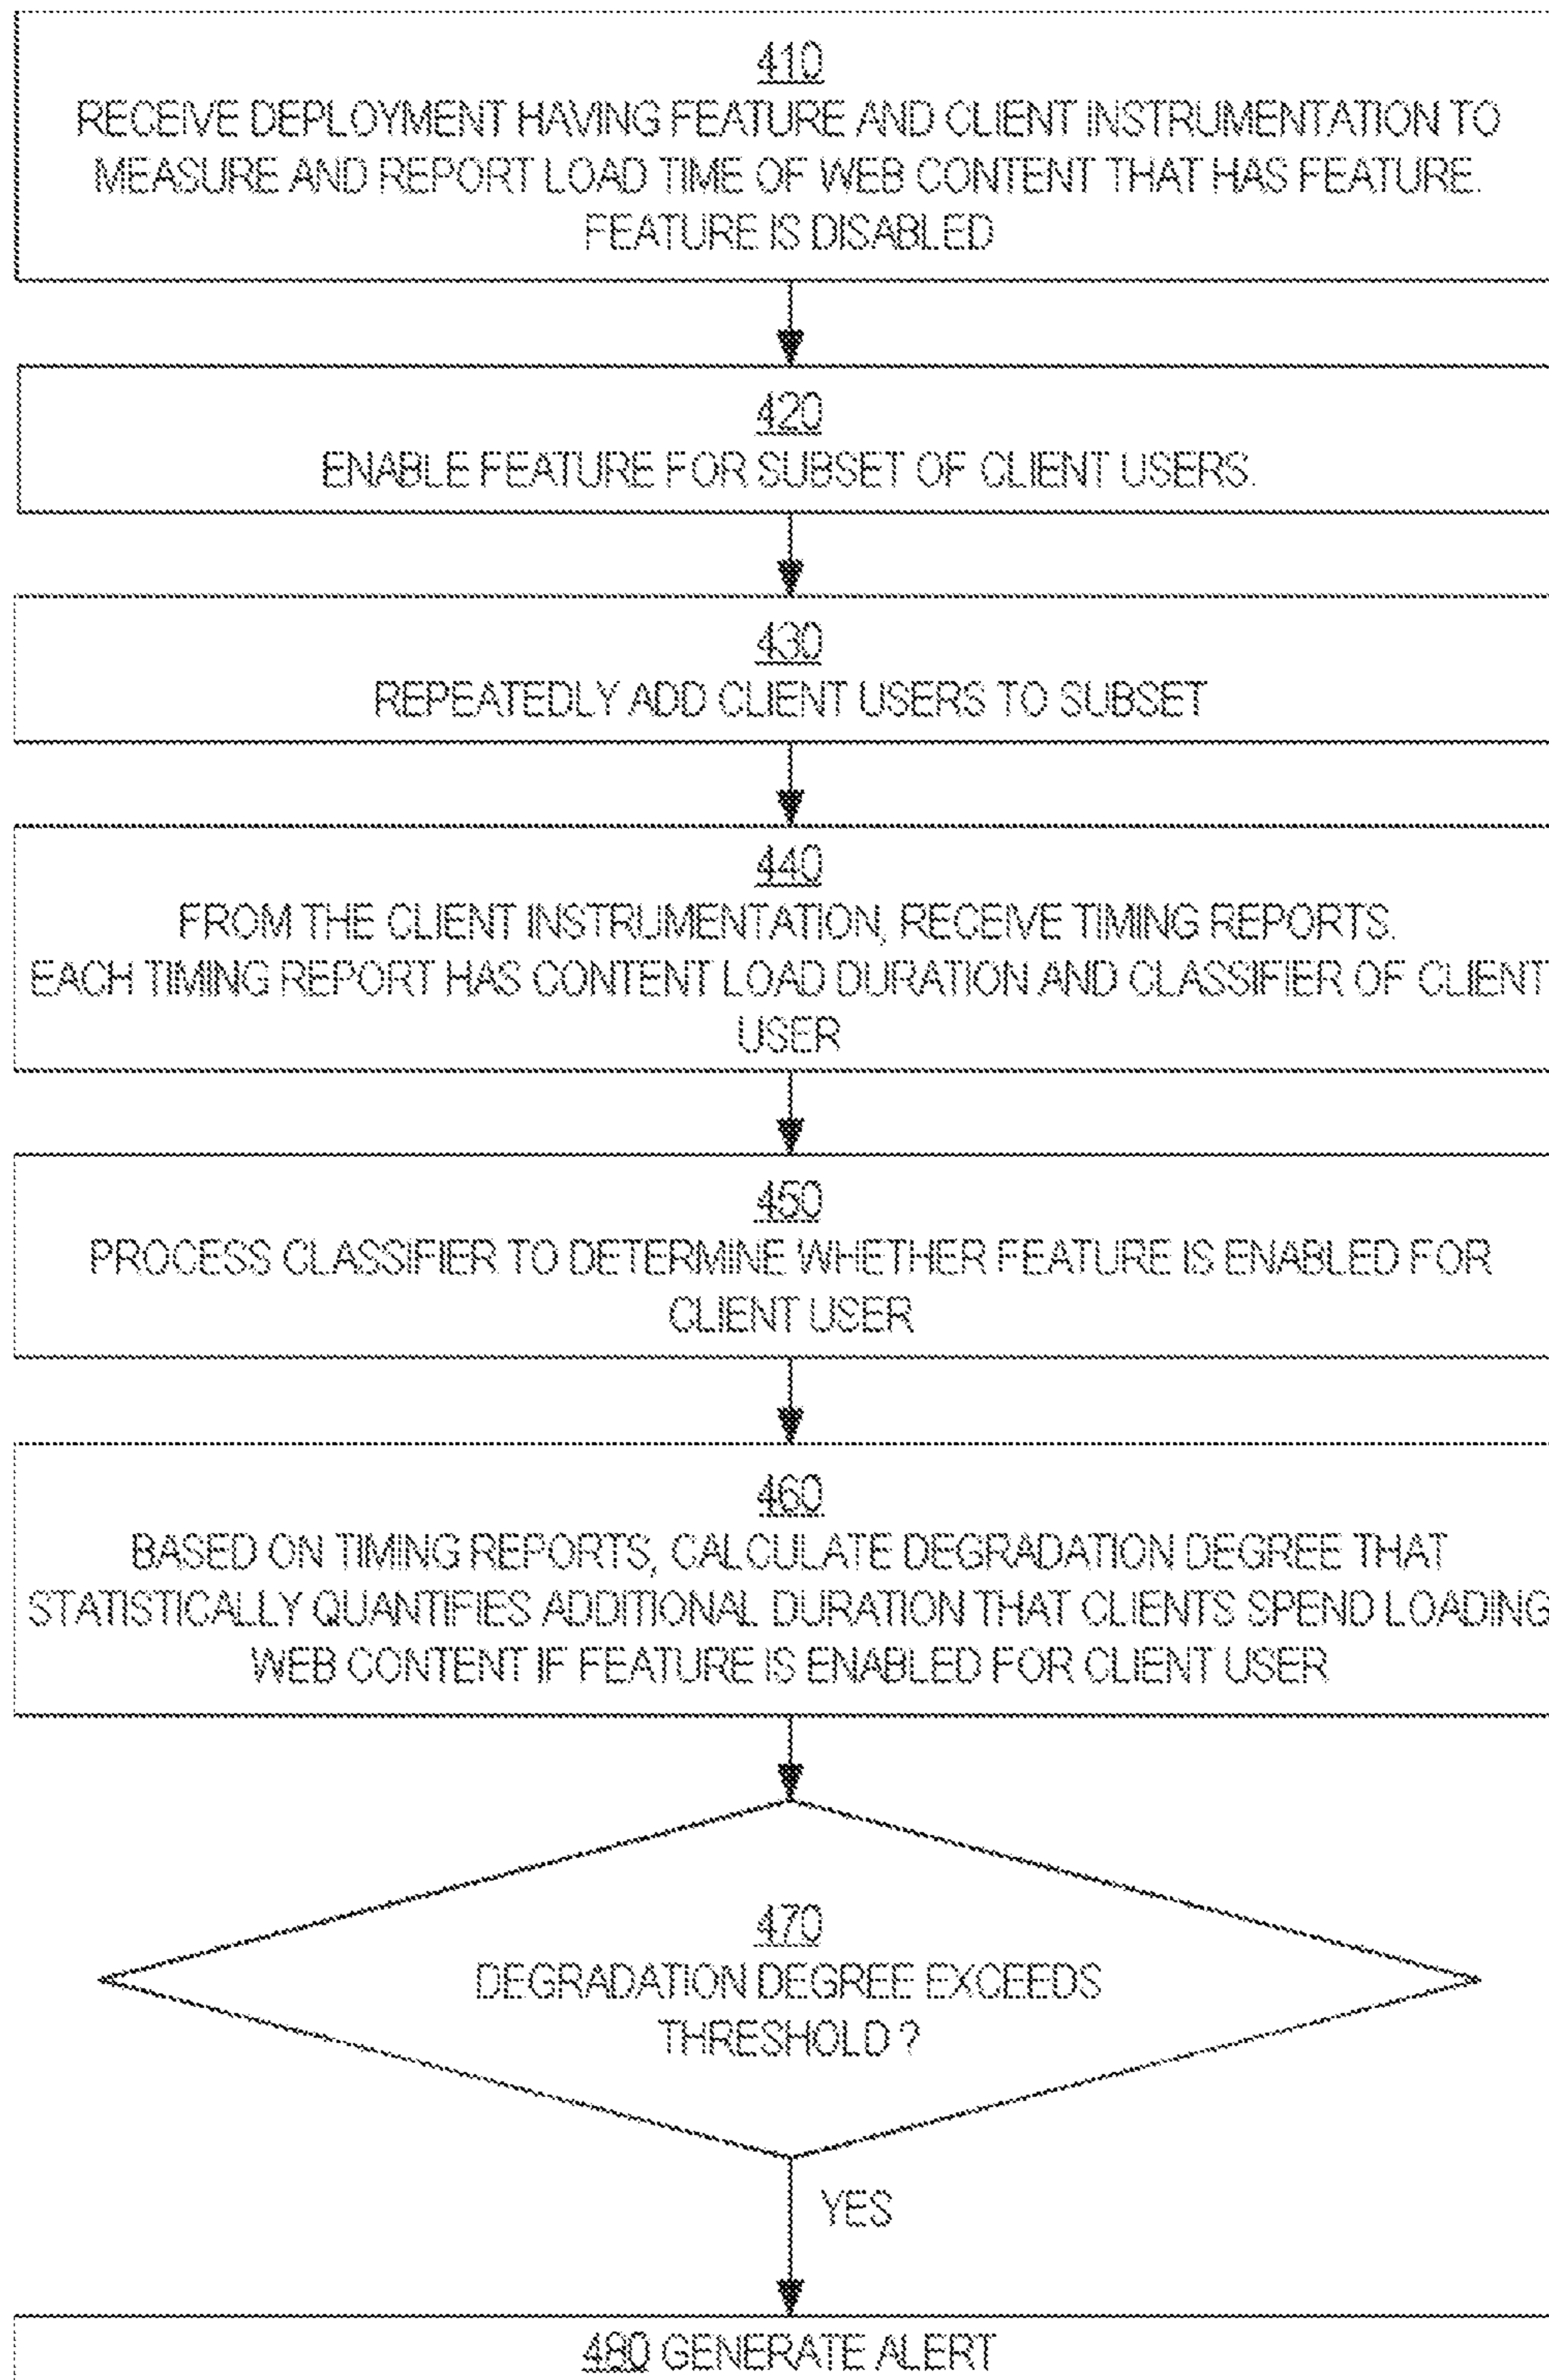 410
RECEIVE DEPLOYMENT HAVING FEATURE AND CLIENT INSTRUMENTATION TO
MEASURE AND REPORT LOAD TIME OF WEB CONTENT THAT HAS FEATURE.
FEATURE IS DISABLED
420
ENABLE FEATURE FOR SUBSET OF CLIENT USERS.
430
REPEATEDLY ADD CLIENT USERS TO SUBSET
440
FROM THE CLIENT INSTRUMENTATION, RECEIVE TIMING REPORTS.
EACH TIMING REPORT HAS CONTENT LOAD DURATION AND CLASSIFIER OF CLIENT
USER
450
PROCESS CLASSIFIER TO DETERMINE WHETHER FEATURE IS ENABLED FOR
CLIENT USER
460
BASED ON TIMING REPORTS, CALCULATE DEGRADATION DEGREE THAT
STATISTICALLY QUANTIFIES ADDITIONAL DURATION THAT CLIENTS SPEND LOADING
WEB CONTENT IF FEATURE IS ENABLED FOR CLIENT USER
470
DEGRADATION DEGREE EXCEEDS
THRESHOLD ?
YES
480 GENERATE ALERT